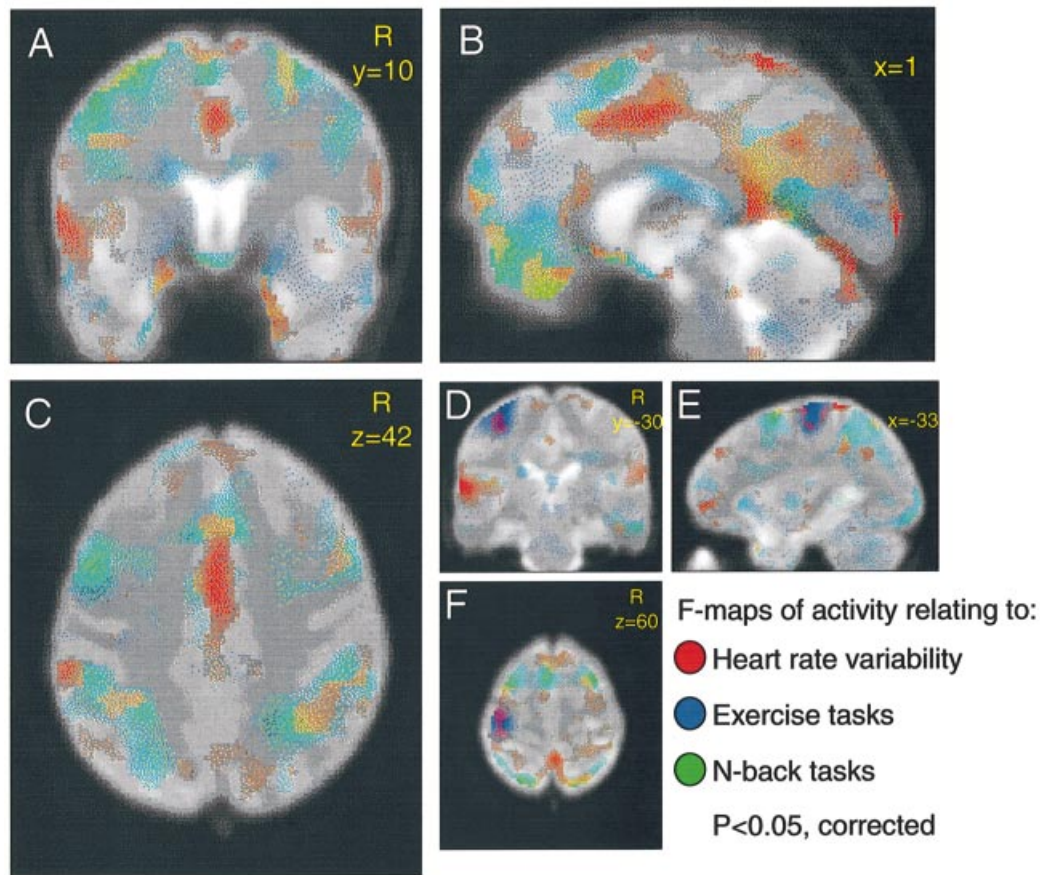 A
R
y=10
B
x=1
C
R
z=42
D
R
y=-30
E
x=-33
F
R
z=60
F-maps of activity relating to:
Heart rate variability
Exercise tasks
N-back tasks
P<0.05, corrected